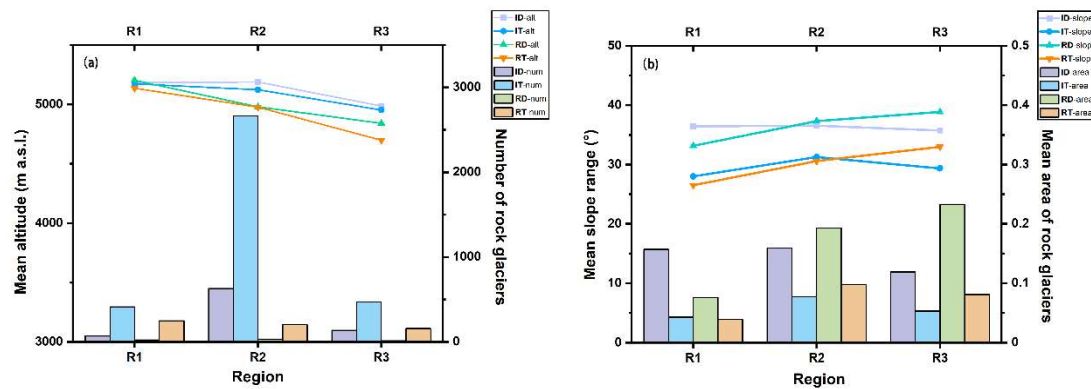 R1 R2 R3
(a)
ID-alt
IT-alt
RD-alt
RT-alt
ID-num
IT-num
RD-num
RT-num
5000
4000
3000
Mean altitude (m a.s.l.)
3000
2000
1000
0
Number of rock glaciers
R1 R2 R3
Region
R1 R2 R3
(b)
ID-slope
IT-slope
RD-slope
RT-slope
ID-area
IT-area
RD-area
RT-area
50
40
30
20
10
0
Mean slope range (°)
0.5
0.4
0.3
0.2
0.1
0
Mean area of
rock glaciers
R1 R2 R3
Region